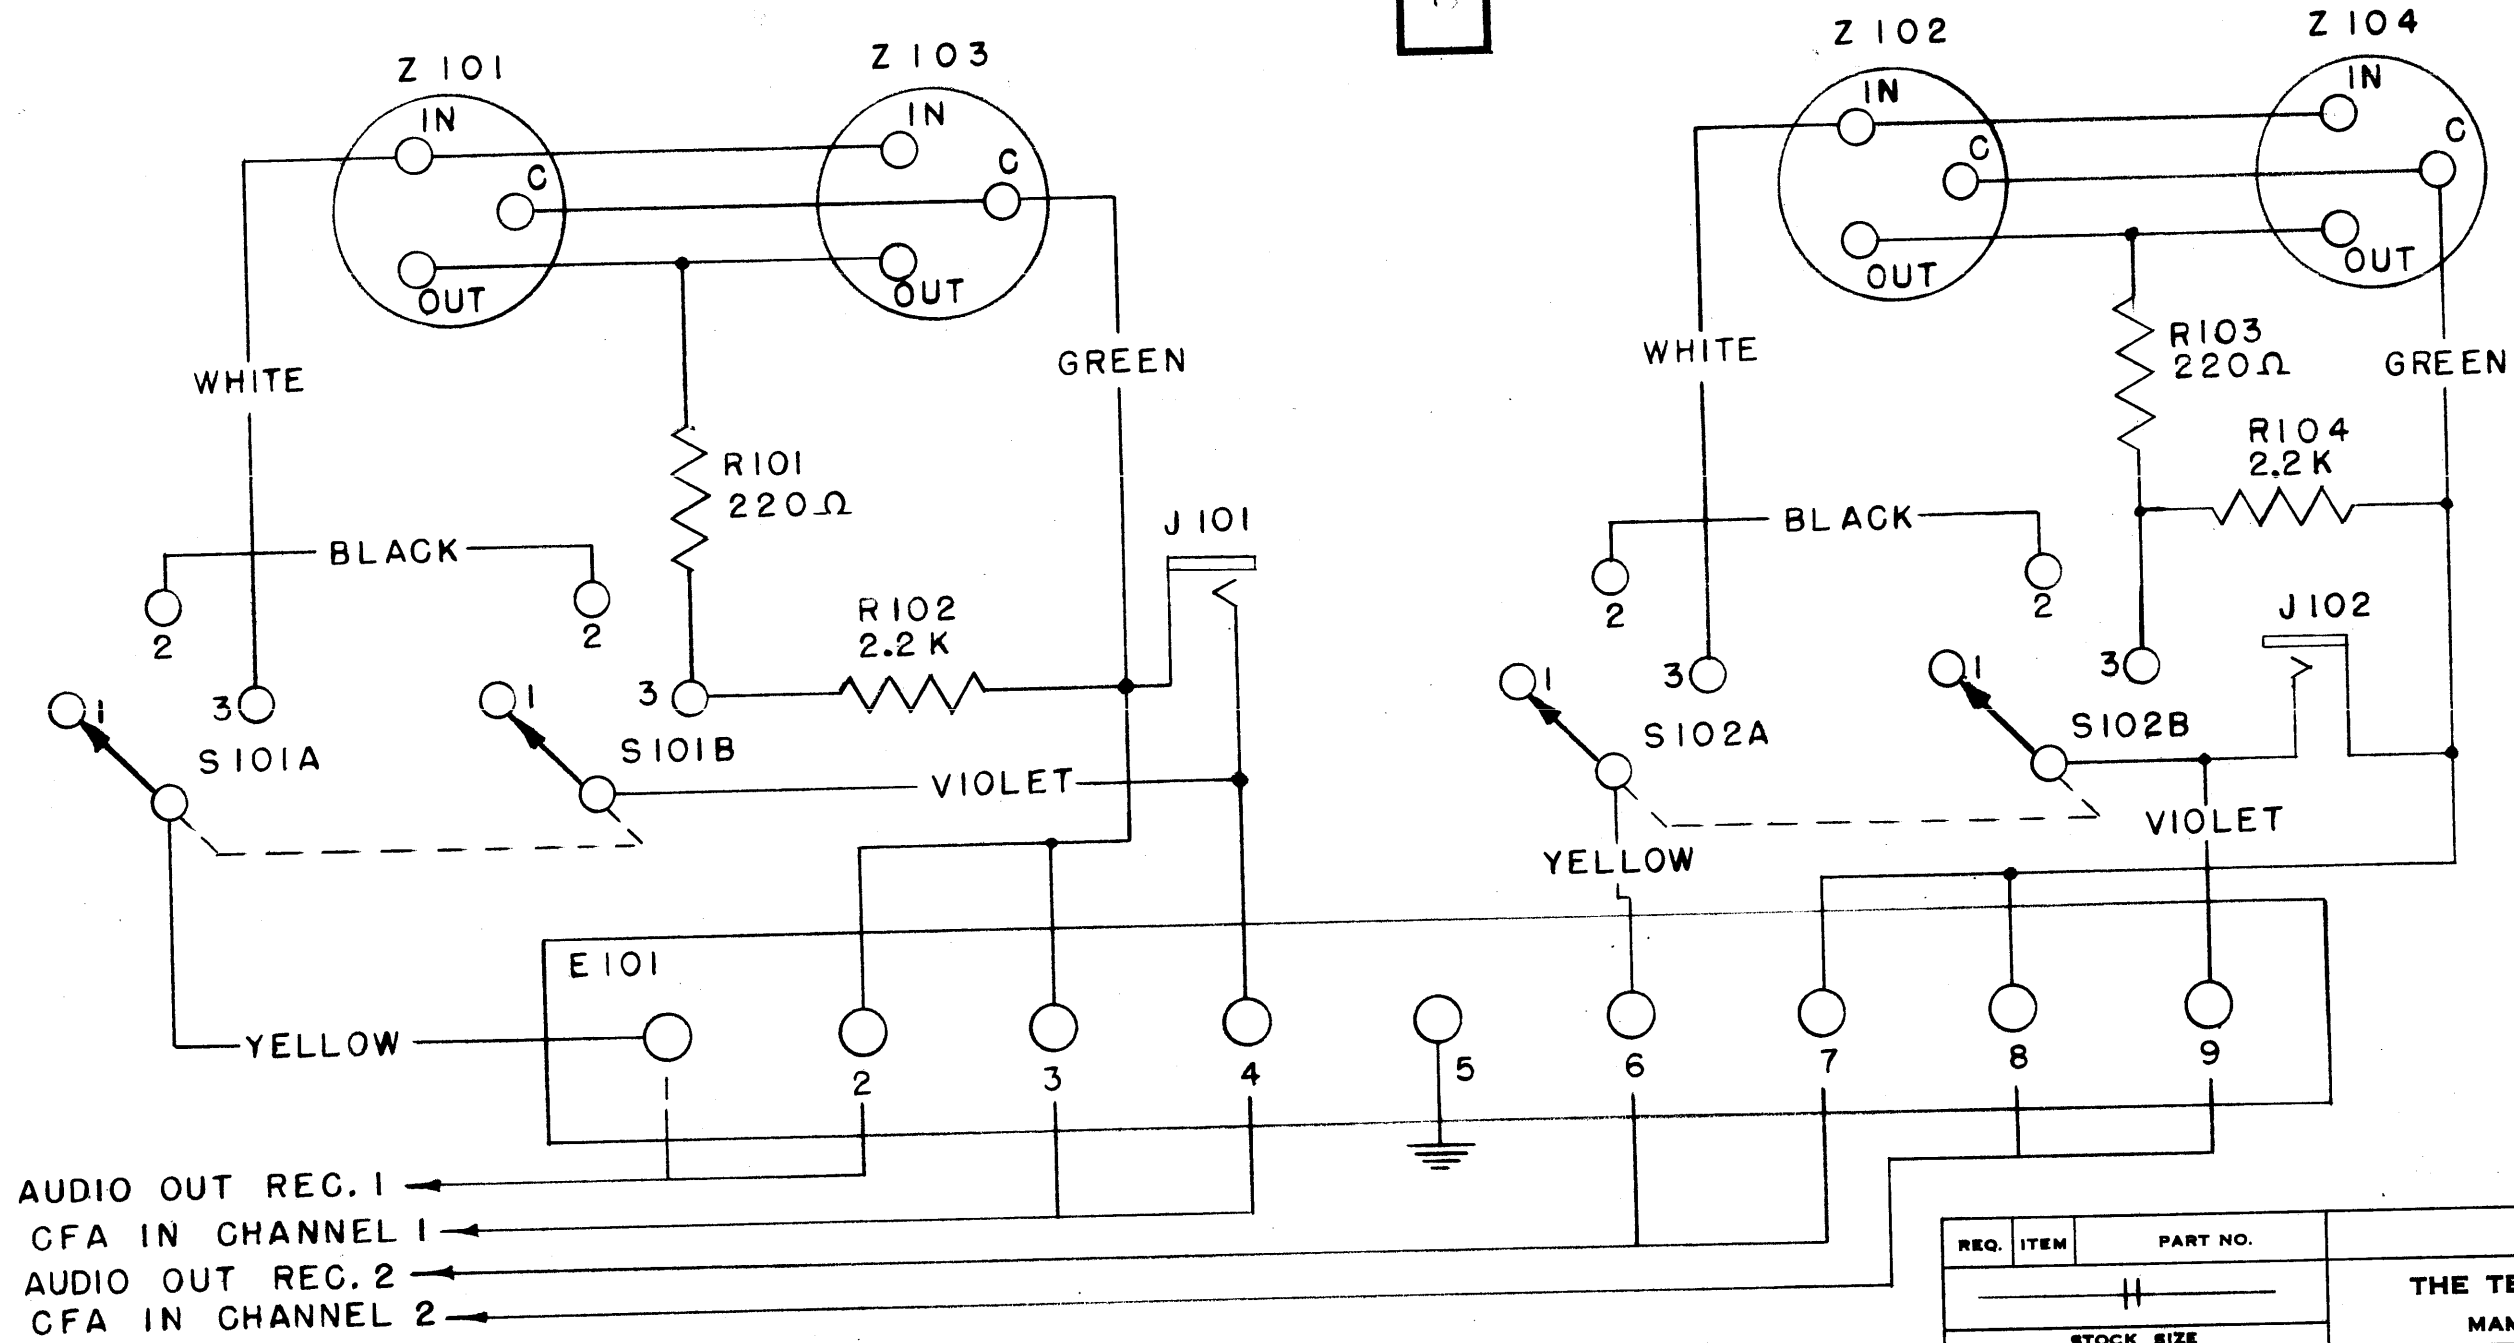 Z 101
Z 103
Z 102
Z 104
IN
IN
IN
IN
C
C
C
C
OUT
OUT
OUT
OUT
WHITE
GREEN
WHITE
R103
220Ω
GREEN
R101
220Ω
R104
2.2K
J 101
BLACK
BLACK
R102
2.2K
J 102
2
2
2
2
1
3
1
3
1
3
1
3
S101A
S101B
S102A
S102B
VIOLET
VIOLET
YELLOW
E101
YELLOW
1
2
3
4
5
6
7
8
9
AUDIO OUT REC. 1
CFA IN CHANNEL 1
AUDIO OUT REC. 2
CFA IN CHANNEL 2
REQ. ITEM PART NO.
THE
STOCK SIZE